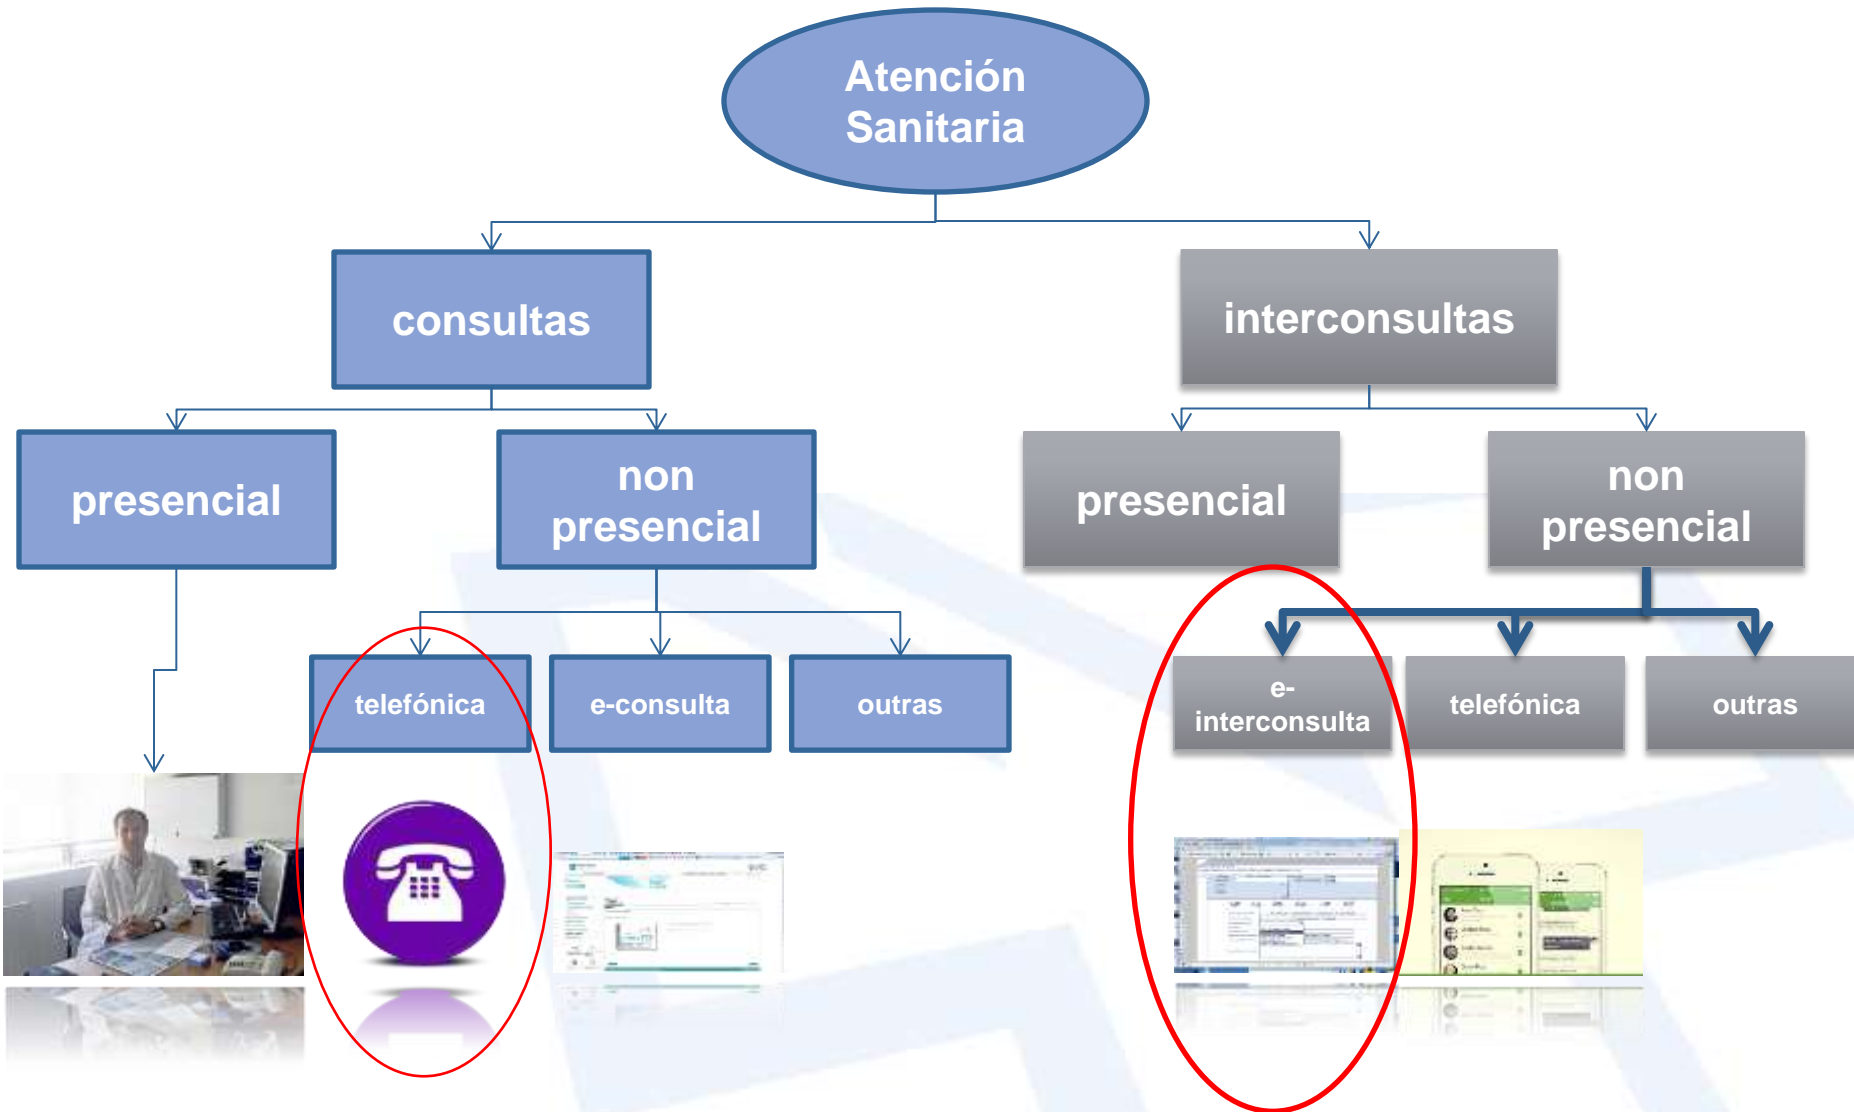 Atención
Sanitaria
consultas
interconsultas
presencial
non
presencial
presencial
non
presencial
telefónica
e-consulta
outras
e-
interconsulta
telefónica
outras